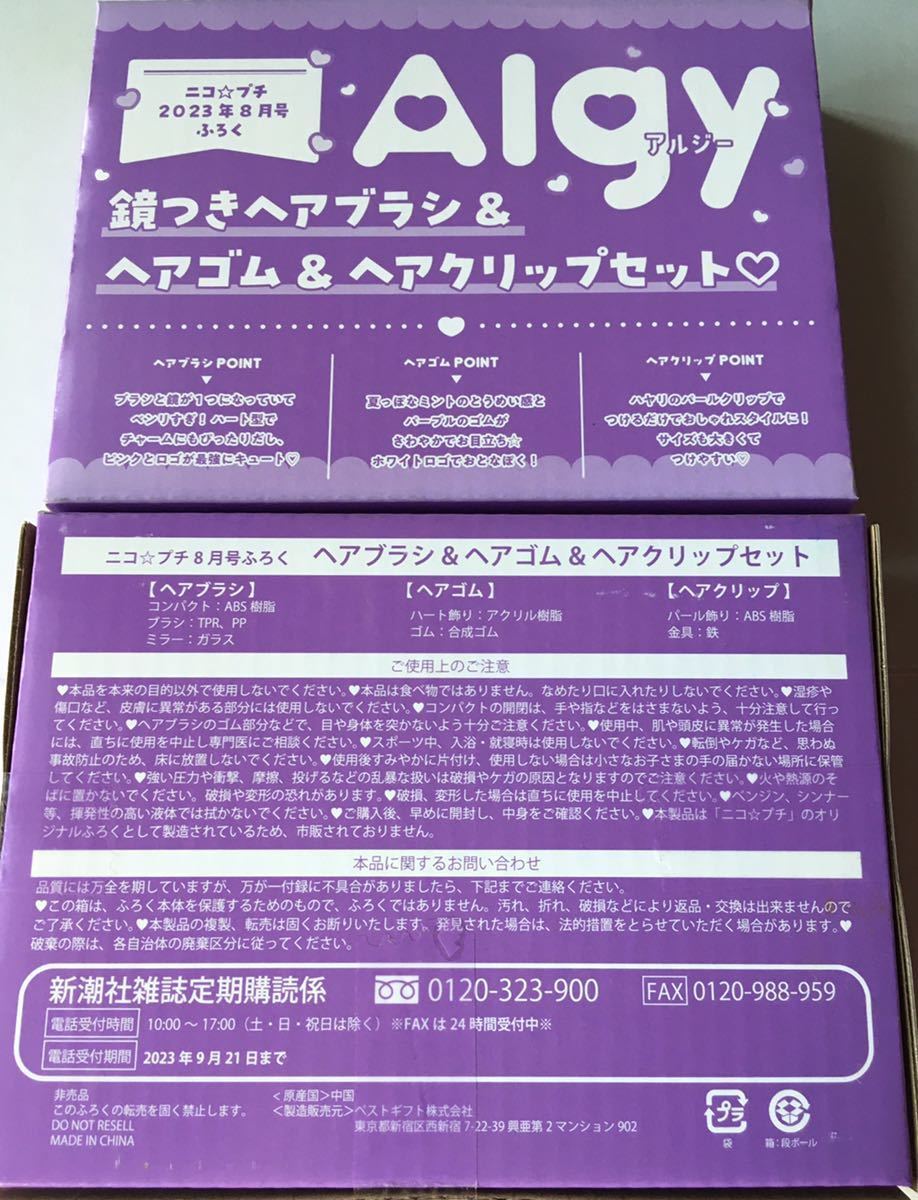 ニコ☆プチ
2023年8月号
ふろく
Algy
アルジー
鏡つきヘアブラシ&
ヘアゴム&ヘアクリップセット♡
ヘアブラシPOINT
▼
ブラシと鏡が1つになっていて
ベンリすぎ！ハート型で
チャームにもぴったりだし、
ピンクとロゴが最強にキュート♡
ヘアゴムPOINT
▼
夏っぽなミントのとうめい感と
パープルのゴムが
さわやかでお目立ち☆
ホワイトロゴでおとなぽく！
ヘアクリップPOINT
▼
ハヤリのパールクリップで
つけるだけでおしゃれスタイルに！
サイズも大きくて
つけやすい♡
ニコ☆プチ8月号ふろく ヘアブラシ&ヘアゴム&ヘアクリップセット
【ヘアブラシ】
コンパクト：ABS樹脂
ブラシ：TPR、PP
ミラー：ガラス
【ヘアゴム】
ハート飾り：アクリル樹脂
ゴム：合成ゴム
【ヘアクリップ】
パール飾り：ABS樹脂
金具：鉄
ご使用上のご注意
♥本品を本来の目的以外で使用しないでください。♥本品は食べ物ではありません。なめたり口に入れたりしないでください。♥湿疹や
傷口など、皮膚に異常がある部分には使用しないでください。♥コンパクトの開閉は、手や指などをはさまないよう、十分注意して行っ
てください。♥ヘアブラシのゴム部分などで、目や身体を突かないよう十分ご注意ください。♥使用中、肌や頭皮に異常が発生した場合
には、直ちに使用を中止し専門医にご相談ください。♥スポーツ中、入浴・就寝時は使用しないでください。♥転倒やケガなど、思わぬ
事故防止のため、床に放置しないでください。♥使用後すみやかに片付け、使用しない場合は小さなお子さまの手の届かない場所に保管
してください。♥強い圧力や衝撃、摩擦、投げるなどの乱暴な扱いは破損やケガの原因となりますのでご注意ください。♥火や熱源のそ
ばに置かないでください。破損や変形の恐れがあります。♥破損、変形した場合は直ちに使用を中止してください。♥ベンジン、シンナー
等、揮発性の高い液体では拭かないでください。♥ご購入後、早めに開封し、中身をご確認ください。♥本製品は「ニコ☆プチ」のオリ
ジナルふろくとして製造されているため、市販されておりません。
本品に関するお問い合わせ
品質には万全を期していますが、万が一付録に不具合がありましたら、下記までご連絡ください。
♥この箱は、ふろく本体を保護するためのもので、ふろくではありません。汚れ、折れ、破損などにより返品・交換は出来ませんので
ご了承ください。♥本製品の複製、転売は固くお断りいたします。発見された場合は、法的措置をとらせていただく場合があります。♥
破棄の際は、各自治体の廃棄区分に従ってください。
新潮社雑誌定期購読係 0120-323-900 FAX 0120-988-959
電話受付時間 10:00～17:00（土・日・祝日は除く）※FAXは24時間受付中※
電話受付期間 2023年9月21日まで
非売品
このふろくの転売を固く禁止します。
DO NOT RESELL
MADE IN CHINA
＜原産国＞中国
＜製造販売元＞ベストギフト株式会社
東京都新宿区西新宿7-22-39 興亜第2マンション902
プラ
袋
箱：段ボール